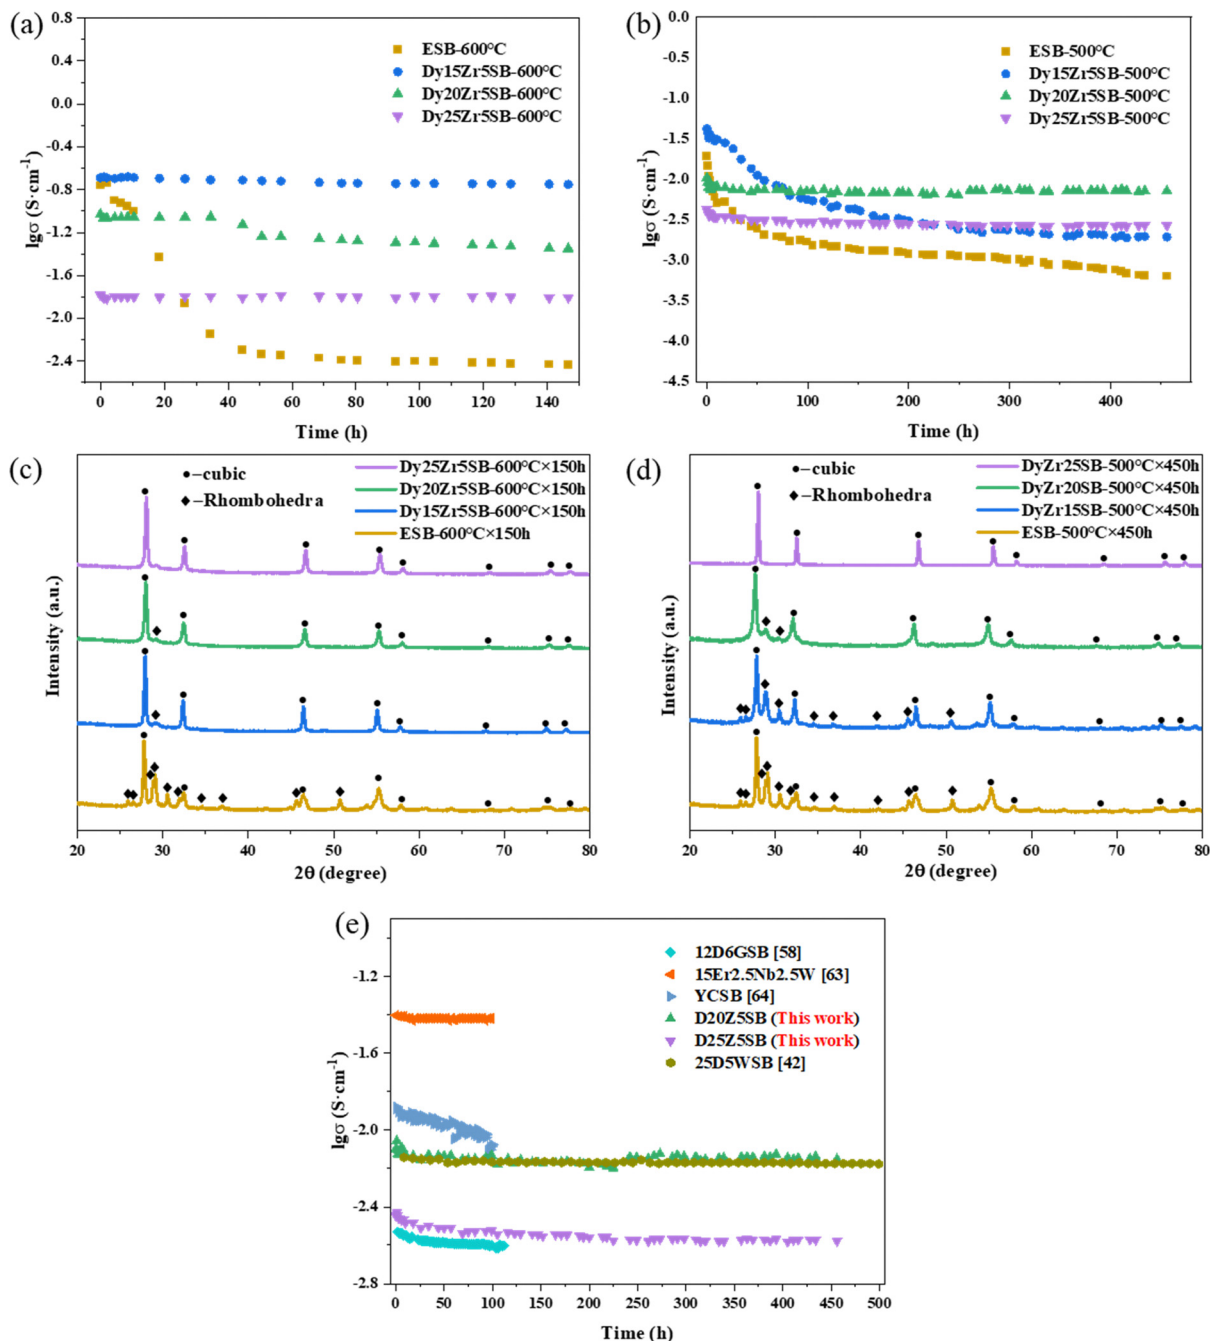 (a)
0.8
0.4
0.0
-0.4
-0.8
-1.2
-1.6
-2.0
-2.4
lgσ (S·cm⁻¹)
ESB-600°C
Dy15Zr5SB-600°C
Dy20Zr5SB-600°C
Dy25Zr5SB-600°C
0 20 40 60 80 100 120 140
Time (h)
(b)
0.0
-0.5
-1.0
-1.5
-2.0
-2.5
-3.0
-3.5
-4.0
-4.5
lgσ (S·cm⁻¹)
ESB-500°C
Dy15Zr5SB-500°C
Dy20Zr5SB-500°C
Dy25Zr5SB-500°C
0 100 200 300 400
Time (h)
(c)
●–cubic
◆–Rhombohedra
Dy25Zr5SB-600°C×150h
Dy20Zr5SB-600°C×150h
Dy15Zr5SB-600°C×150h
ESB-600°C×150h
Intensity (a.u.)
20 30 40 50 60 70 80
2θ (degree)
(d)
●–cubic
◆–Rhombohedra
DyZr25SB-500°C×450h
DyZr20SB-500°C×450h
DyZr15SB-500°C×450h
ESB-500°C×450h
Intensity (a.u.)
20 30 40 50 60 70 80
2θ (degree)
(e)
-1.2
-1.6
-2.0
-2.4
-2.8
lgσ (S·cm⁻¹)
12D6GSB [58]
15Er2.5Nb2.5W [63]
YCSB [64]
D20Z5SB (This work)
D25Z5SB (This work)
25D5WSB [42]
0 50 100 150 200 250 300 350 400 450 500
Time (h)